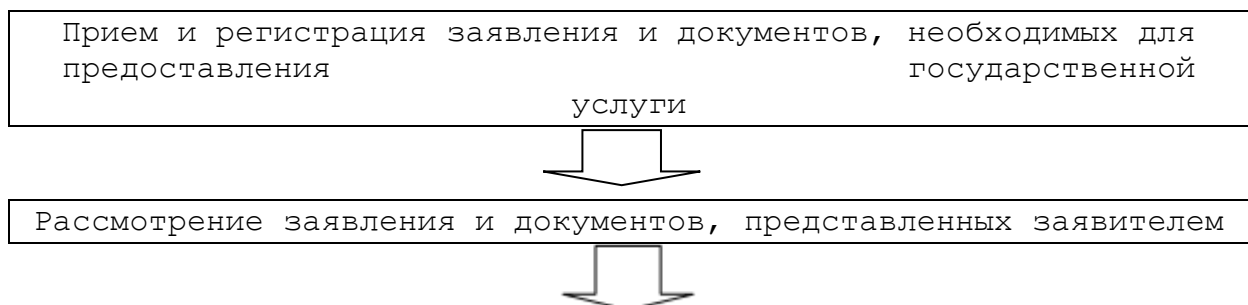 Прием и регистрация заявления и документов, необходимых для
предоставления государственной
услуги
Рассмотрение заявления и документов, представленных заявителем